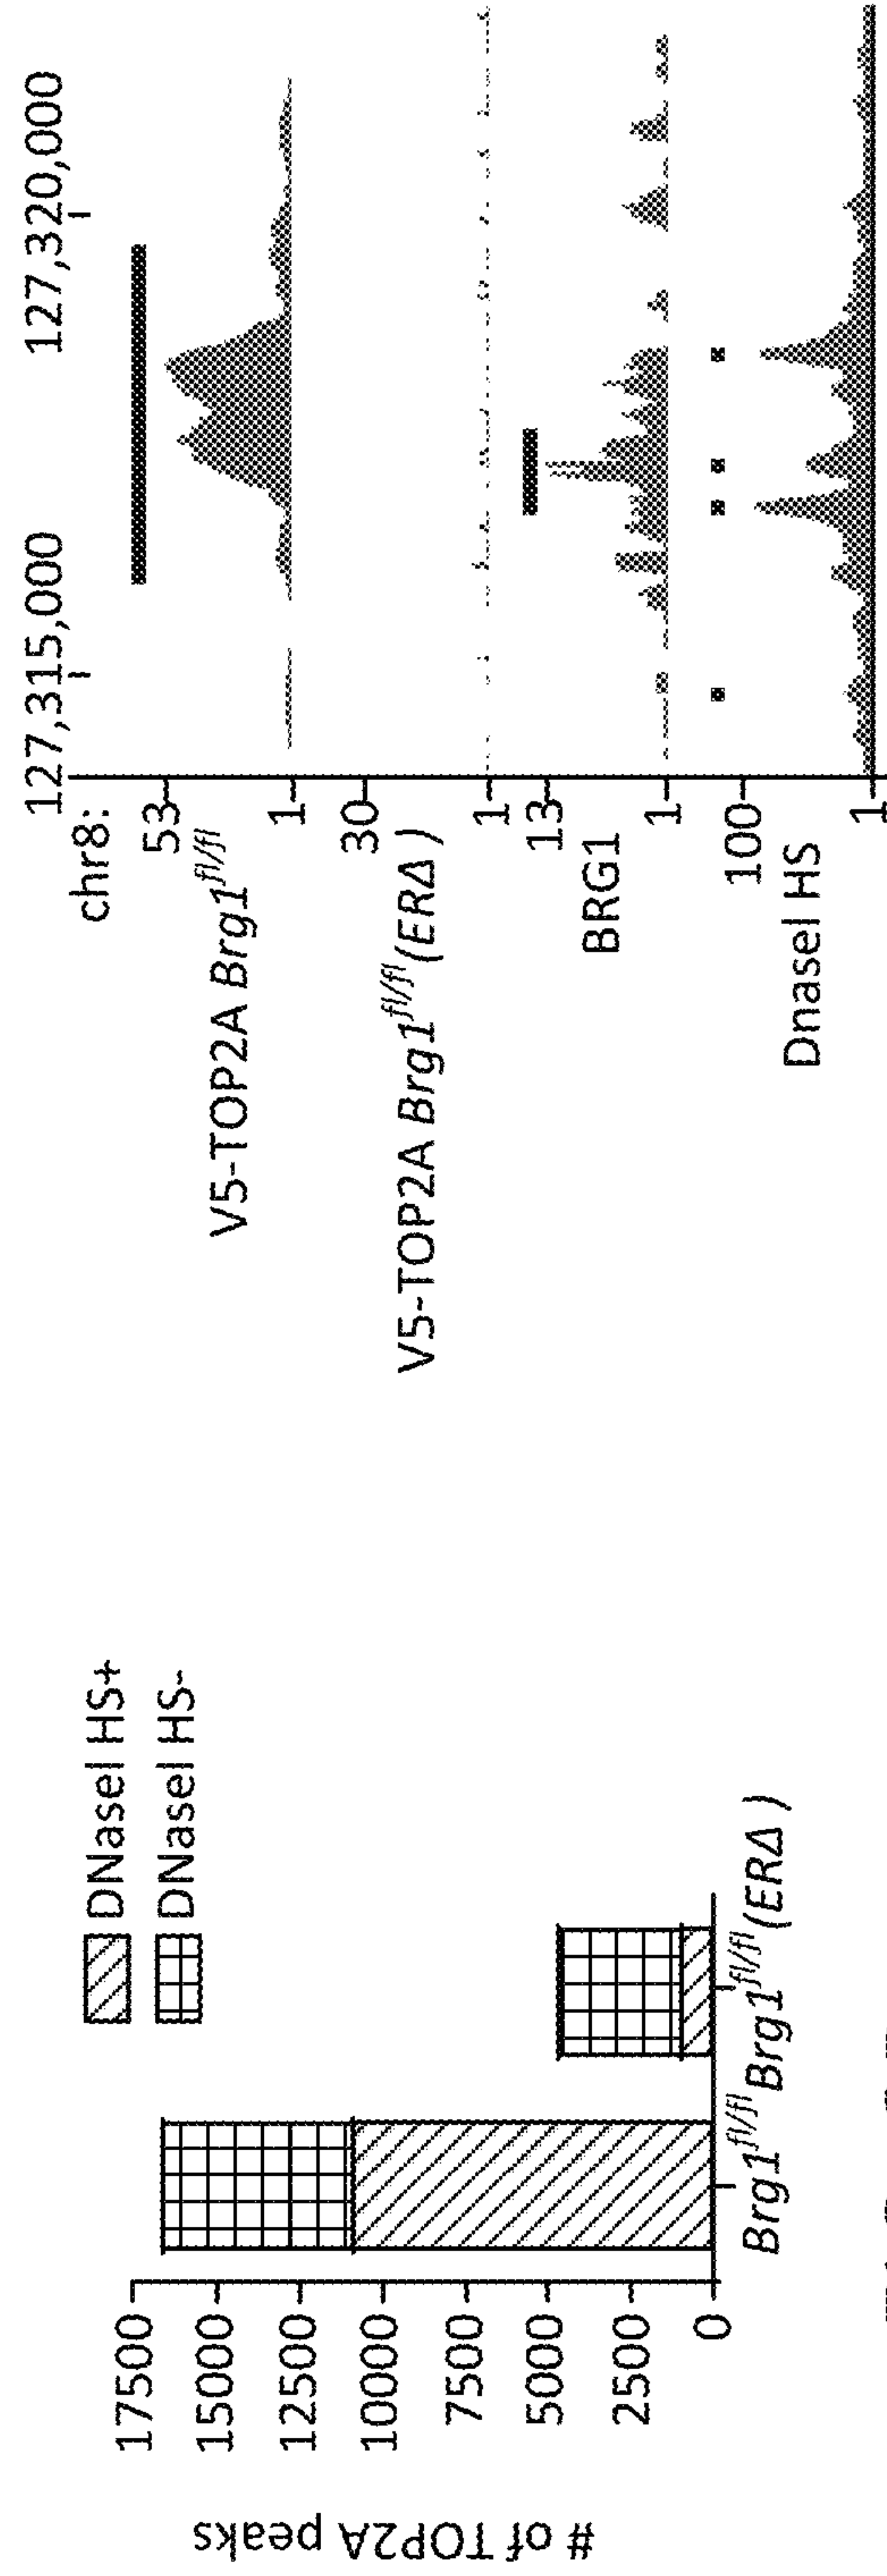 # of TOP2A peaks
17500
15000
12500
10000
7500
5000
2500
0
DNaseI HS+
DNaseI HS-
Brg1fl/fl Brg1fl/fl(ERΔ )
chr8:
127,315,000
127,320,000
53
V5-TOP2A Brg1fl/fl
1
30
V5-TOP2A Brg1fl/fl(ERΔ )
1
13
BRG1
1
100
DnaseI HS
1